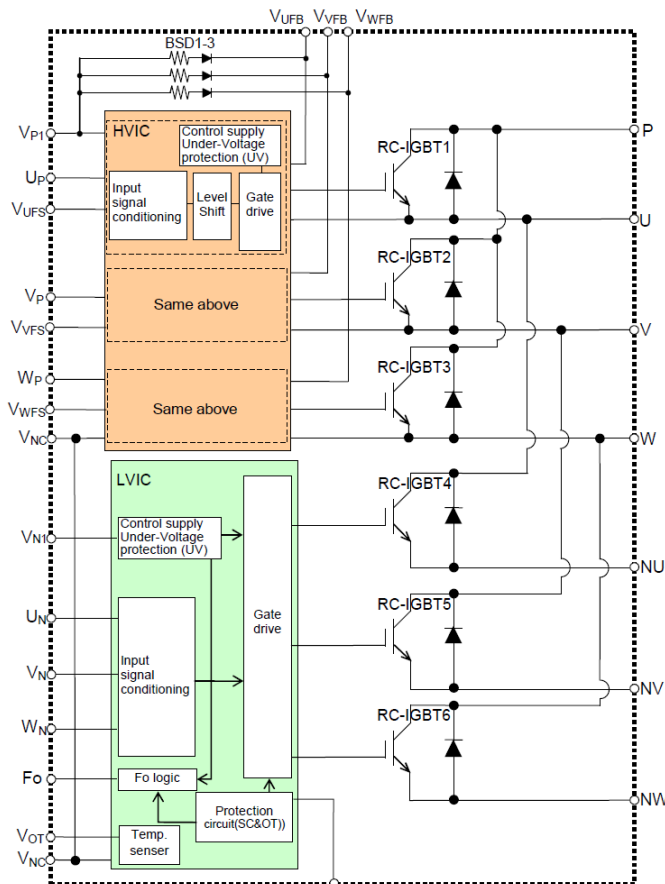 VUFB VVFB VWFB
BSD1-3
VP1
HVIC
Control supply
Under-Voltage
protection (UV)
RC-IGBT1
P
UP
Input
signal
conditioning
Level
Shift
Gate
drive
VUFS
U
RC-IGBT2
VP
Same above
VVFS
V
RC-IGBT3
WP
VWFS
Same above
VNC
W
LVIC
RC-IGBT4
VN1
Control supply
Under-Voltage
protection (UV)
NU
RC-IGBT5
UN
Gate
drive
Input
signal
conditioning
VN
NV
RC-IGBT6
WN
Fo
Fo logic
NW
Protection
circuit(SC&OT))
VOT
Temp.
senser
VNC